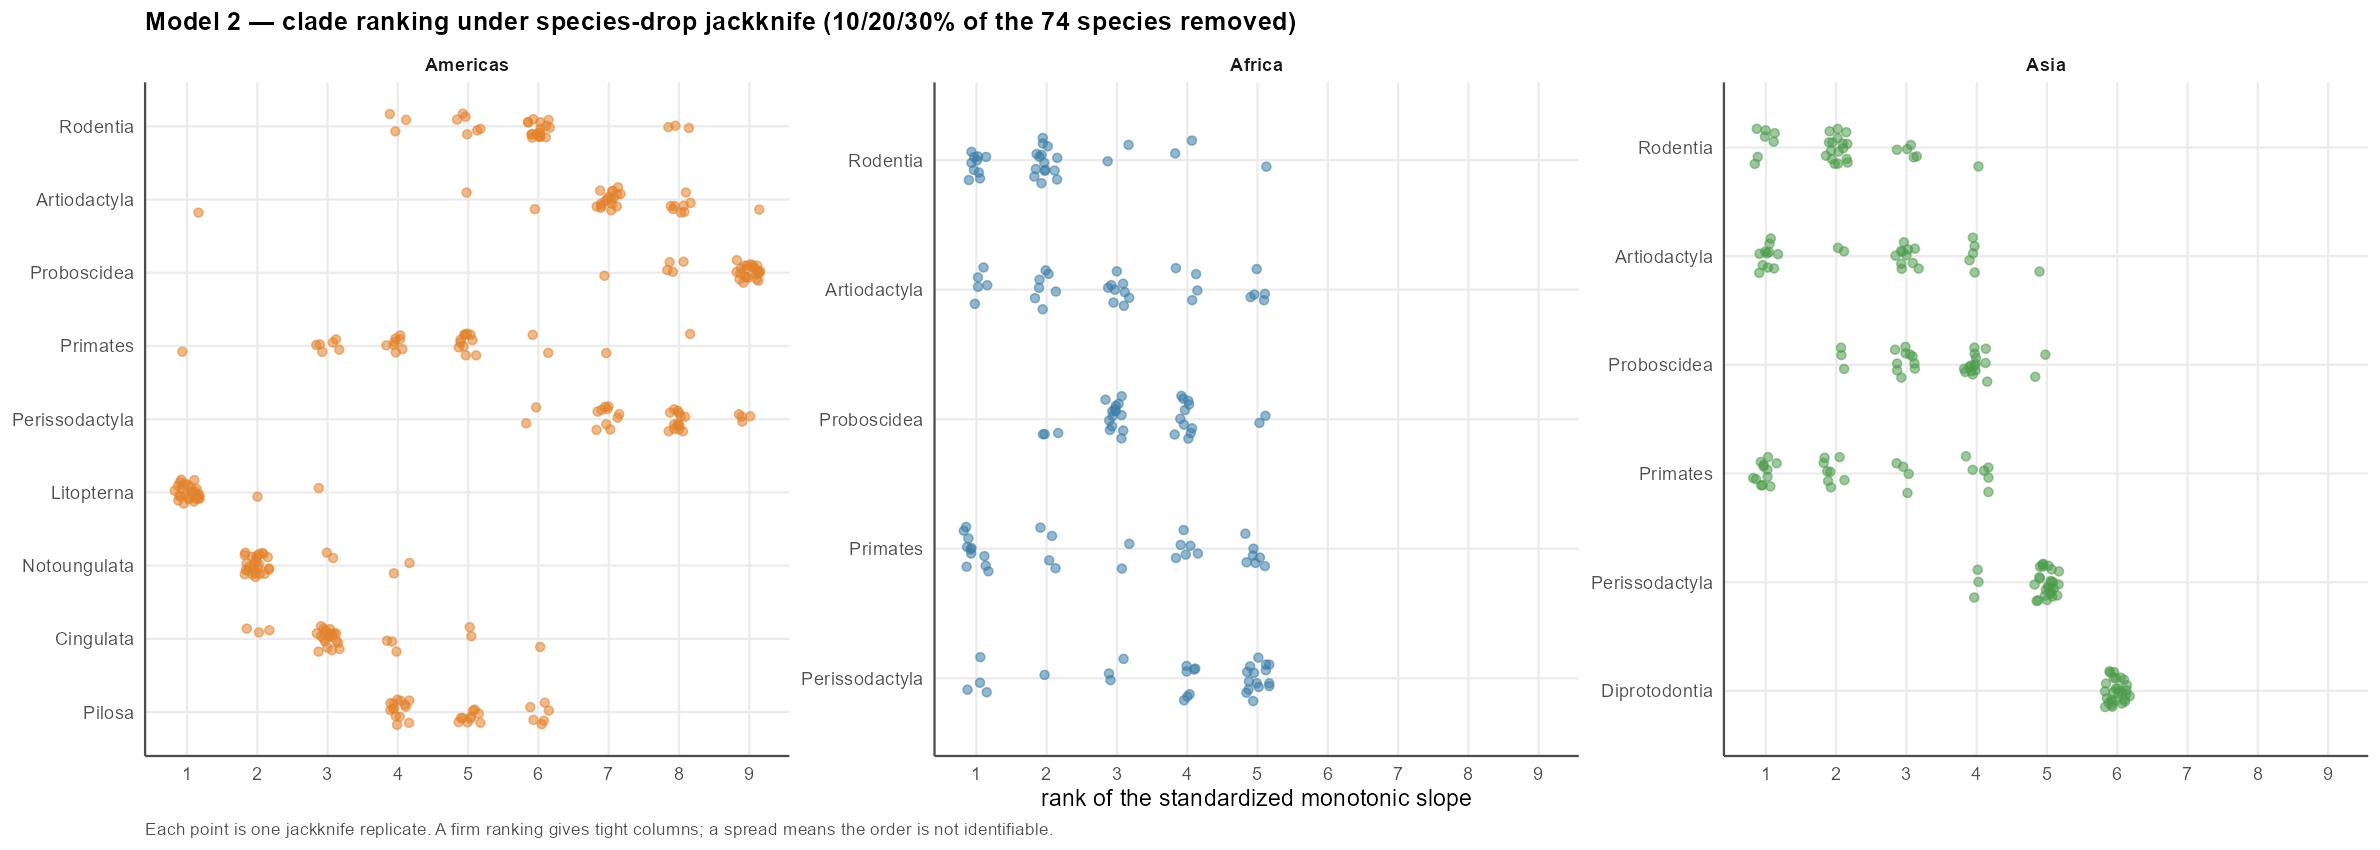 Model 2 — clade ranking under species-drop jackknife (10/20/30% of the 74 species removed)
Americas
Rodentia
Artiodactyla
Proboscidea
Primates
Perissodactyla
Litopterna
Notoungulata
Cingulata
Pilosa
1 2 3 4 5 6 7 8 9
Africa
Rodentia
Artiodactyla
Proboscidea
Primates
Perissodactyla
1 2 3 4 5 6 7 8 9
Asia
Rodentia
Artiodactyla
Proboscidea
Primates
Perissodactyla
Diprotodontia
1 2 3 4 5 6 7 8 9
rank of the standardized monotonic slope
Each point is one jackknife replicate. A firm ranking gives tight columns; a spread means the order is not identifiable.